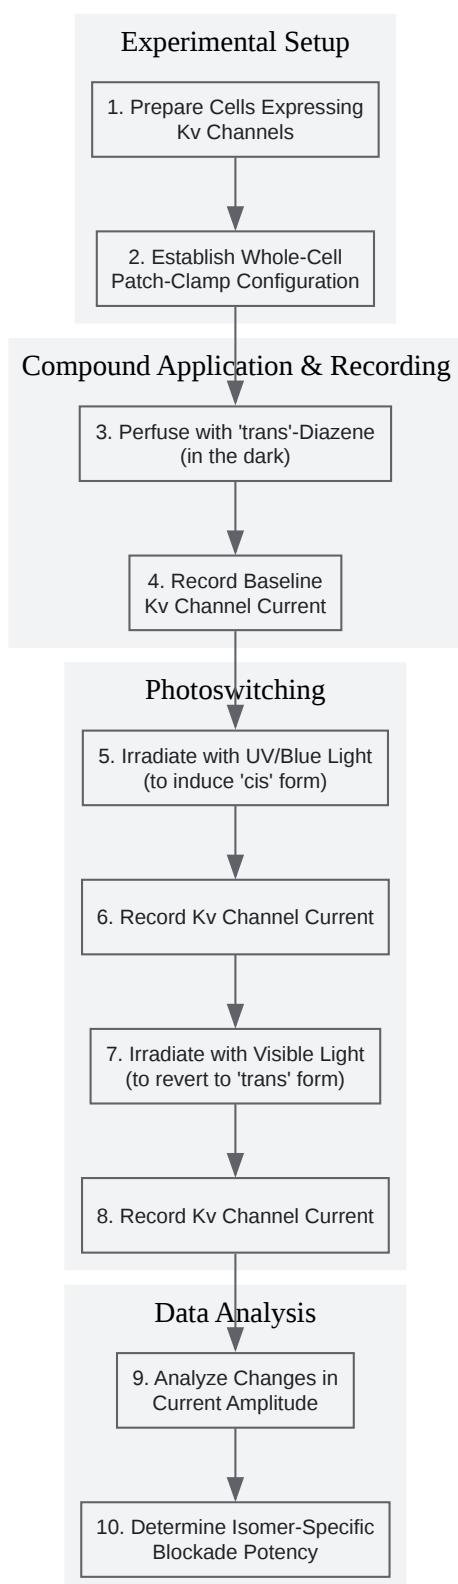 Experimental Setup
1. Prepare Cells Expressing
Kv Channels
2. Establish Whole-Cell
Patch-Clamp Configuration
Compound Application & Recording
3. Perfuse with 'trans'-Diazene
(in the dark)
4. Record Baseline
Kv Channel Current
Photoswitching
5. Irradiate with UV/Blue Light
(to induce 'cis' form)
6. Record Kv Channel Current
7. Irradiate with Visible Light
(to revert to 'trans' form)
8. Record Kv Channel Current
Data Analysis
9. Analyze Changes in
Current Amplitude
10. Determine Isomer-Specific
Blockade Potency